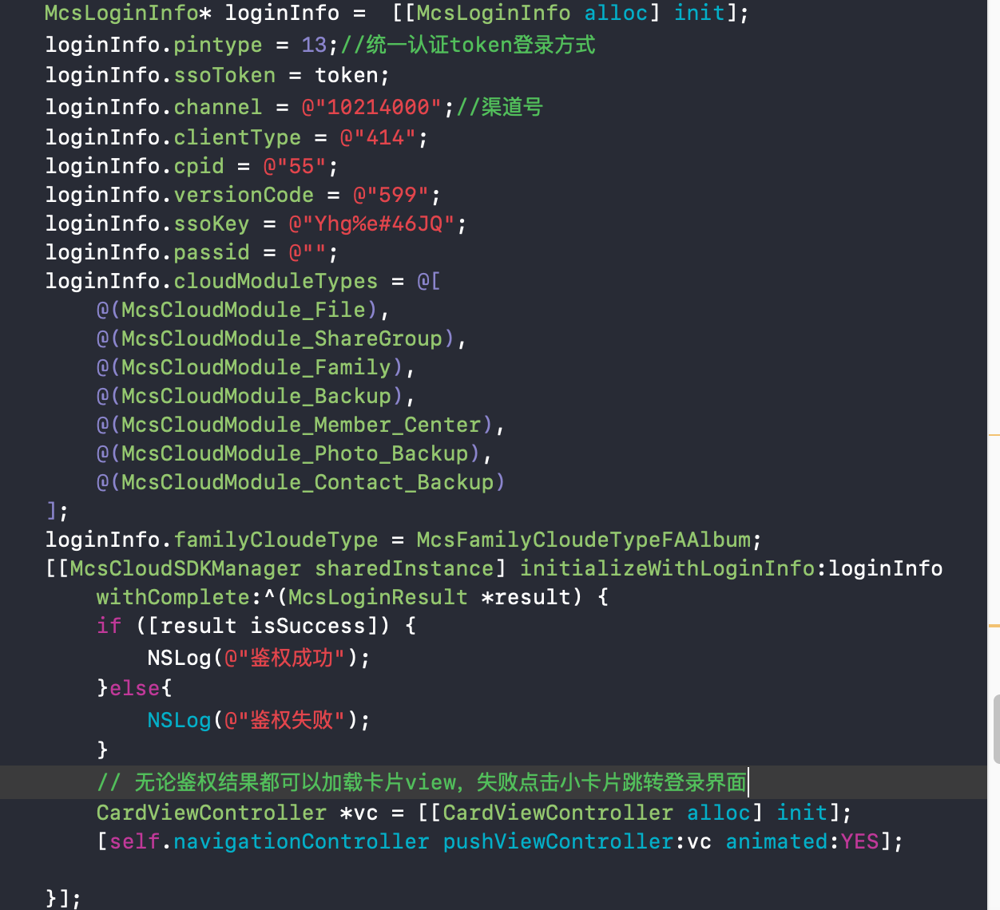 McsLoginInfo* loginInfo =  [[McsLoginInfo alloc] init];
loginInfo.pintype = 13;//统一认证token登录方式
loginInfo.ssoToken = token;
loginInfo.channel = @"10214000";//渠道号
loginInfo.clientType = @"414";
loginInfo.cpid = @"55";
loginInfo.versionCode = @"599";
loginInfo.ssoKey = @"Yhg%e#46JQ";
loginInfo.passid = @"";
loginInfo.cloudModuleTypes = @[
    @(McsCloudModule_File),
    @(McsCloudModule_ShareGroup),
    @(McsCloudModule_Family),
    @(McsCloudModule_Backup),
    @(McsCloudModule_Member_Center),
    @(McsCloudModule_Photo_Backup),
    @(McsCloudModule_Contact_Backup)
];
loginInfo.familyCloudeType = McsFamilyCloudeTypeFAAlbum;
[[McsCloudSDKManager sharedInstance] initializeWithLoginInfo:loginInfo
    withComplete:^(McsLoginResult *result) {
    if ([result isSuccess]) {
        NSLog(@"鉴权成功");
    }else{
        NSLog(@"鉴权失败");
    }
    // 无论鉴权结果都可以加载卡片view，失败点击小卡片跳转登录界面
    CardViewController *vc = [[CardViewController alloc] init];
    [self.navigationController pushViewController:vc animated:YES];
}];